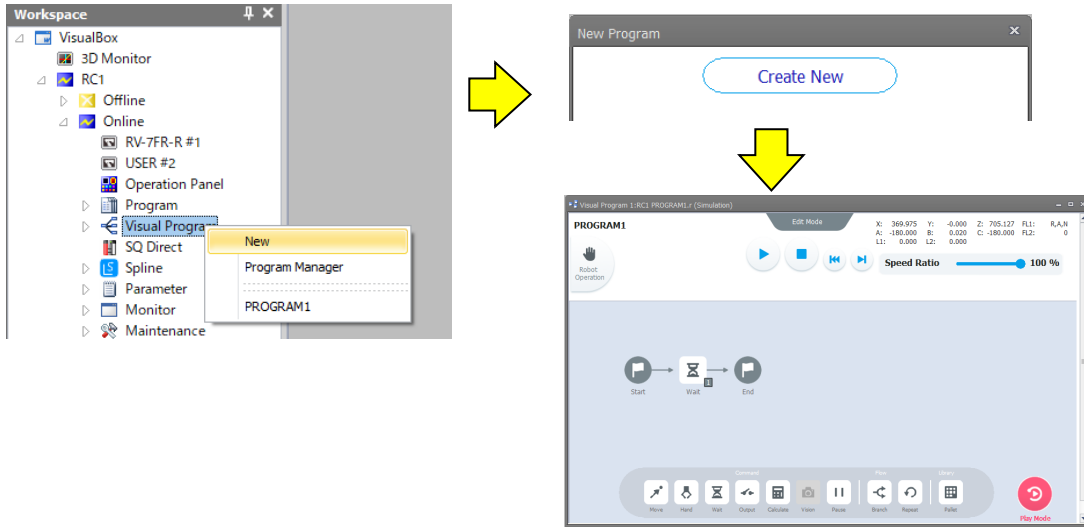 Workspace
VisualBox
3D Monitor
RC1
Offline
Online
RV-7FR-R #1
USER #2
Operation Panel
Program
Visual Program
SQ Direct
Spline
Parameter
Monitor
Maintenance
New
Program Manager
PROGRAM1
New Program
Create New
Visual Program 1:RC1 PROGRAM1.r (Simulation)
PROGRAM1
Edit Mode
X: 369.975 Y: -0.000 Z: 705.127 FL1: R,A,N
A: -180.000 B: 0.020 C: -180.000 FL2: 0
L1: 0.000 L2: 0.000
Robot
Operation
Speed Ratio 100 %
Start Wait End
1
Command Flow Library
Move Hand Wait Output Calculate Vision Pause Branch Repeat Pallet
Play Mode